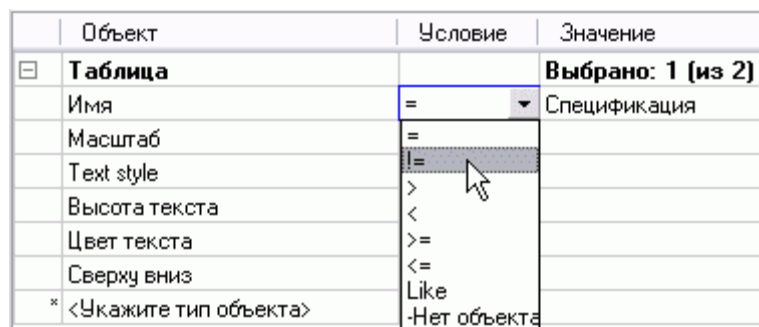 Объект Условие Значение
Таблица Выбрано: 1 (из 2)
Имя = Спецификация
Масштаб =
Text style !=
Высота текста >
<
Цвет текста >=
Сверху вниз <=
Like
* <Укажите тип объекта> -Нет объекта